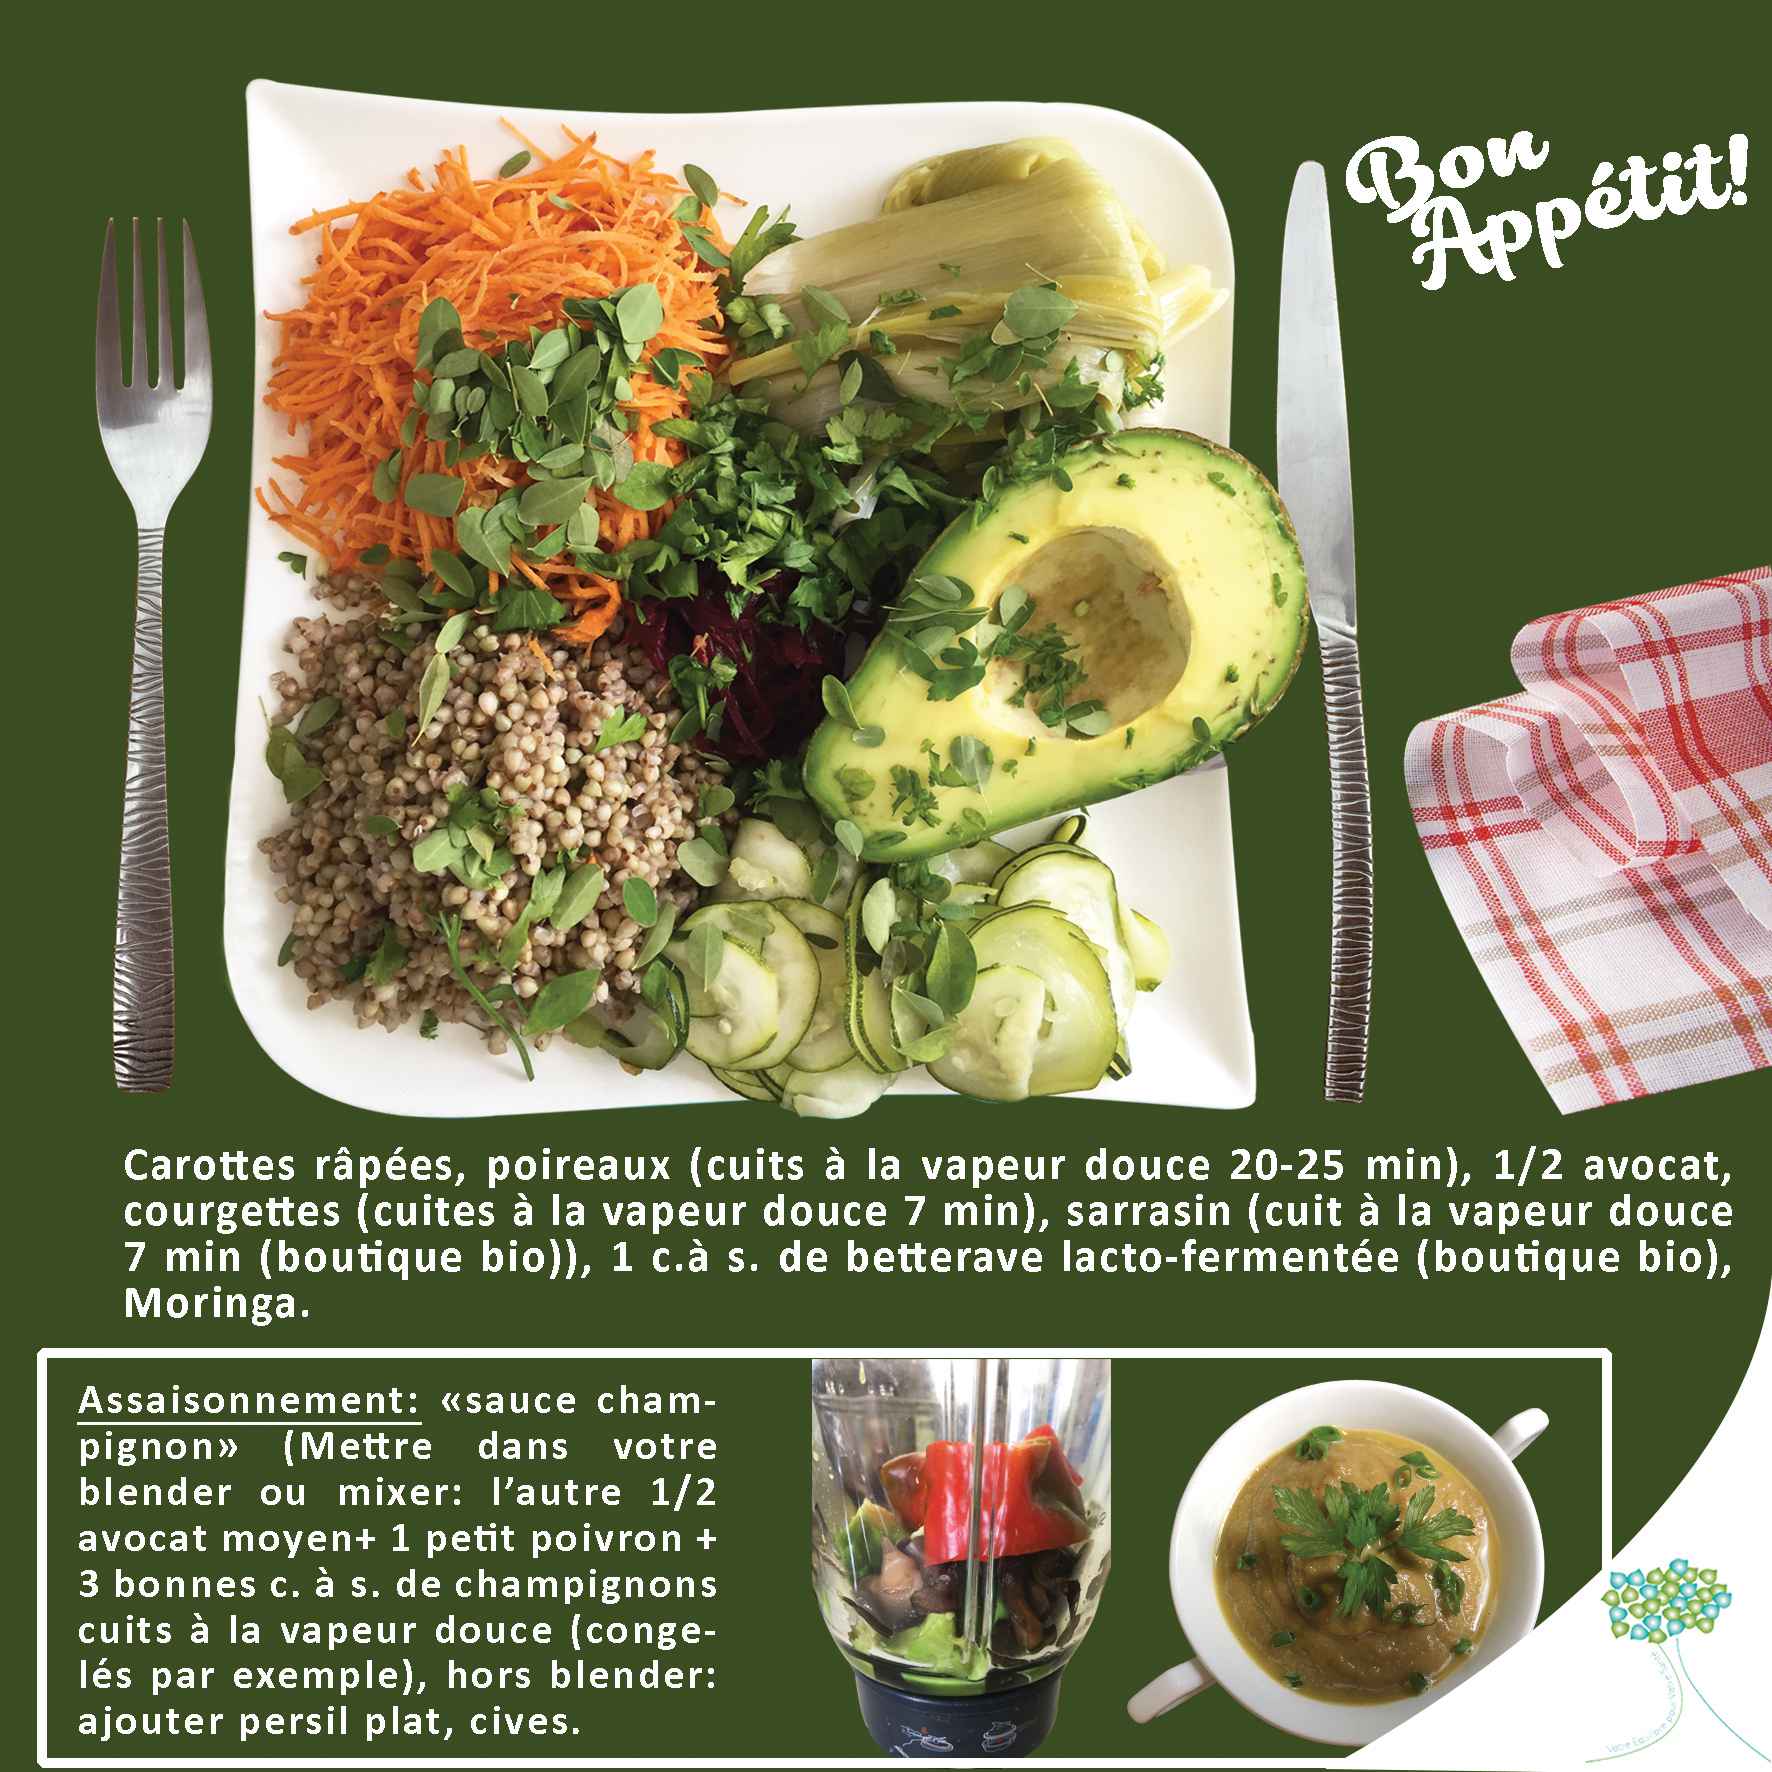 Bon
Appétit!
Carottes râpées, poireaux (cuits à la vapeur douce 20-25 min), 1/2 avocat,
courgettes (cuites à la vapeur douce 7 min), sarrasin (cuit à la vapeur douce
7 min (boutique bio)), 1 c.à s. de betterave lacto-fermentée (boutique bio),
Moringa.
Assaisonnement: «sauce cham-
pignon» (Mettre dans votre
blender ou mixer: l’autre 1/2
avocat moyen+ 1 petit poivron +
3 bonnes c. à s. de champignons
cuits à la vapeur douce (conge-
lés par exemple), hors blender:
ajouter persil plat, cives.